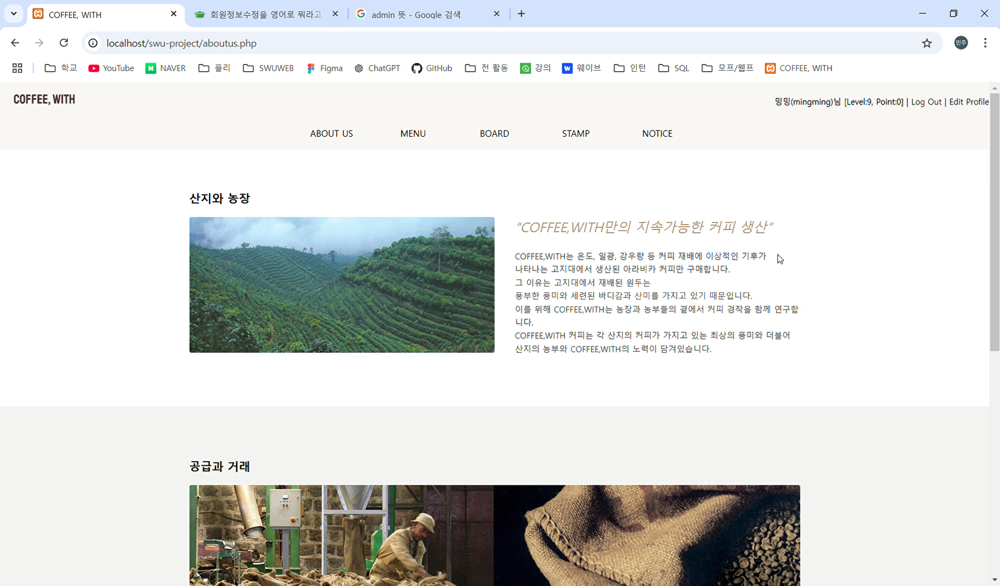 COFFEE, WITH
회원정보수정을 영어로 뭐라고
admin 뜻 - Google 검색
localhost/swu-project/aboutus.php
민주
학교
YouTube
NAVER
플리
SWUWEB
Figma
ChatGPT
GitHub
전 활동
강의
웨이브
인턴
SQL
모프/웹프
COFFEE, WITH
COFFEE, WITH
밍밍(mingming)님 [Level:9, Point:0] | Log Out | Edit Profile
ABOUT US
MENU
BOARD
STAMP
NOTICE
산지와 농장
“COFFEE,WITH만의 지속가능한 커피 생산”
COFFEE,WITH는 온도, 일광, 강우량 등 커피 재배에 이상적인 기후가
나타나는 고지대에서 생산된 아라비카 커피만 구매합니다.
그 이유는 고지대에서 재배된 원두는
풍부한 풍미와 세련된 바디감과 산미를 가지고 있기 때문입니다.
이를 위해 COFFEE,WITH는 농장과 농부들의 곁에서 커피 경작을 함께 연구합
니다.
COFFEE,WITH 커피는 각 산지의 커피가 가지고 있는 최상의 풍미와 더불어
산지의 농부와 COFFEE,WITH의 노력이 담겨있습니다.
공급과 거래